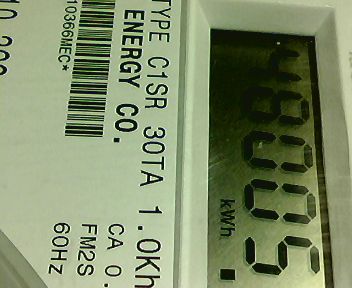 48005
kWh
TYPE C1SR 30TA 1.0Kh
ENERGY CO.
CA 0.
FM2S
60Hz
10366MEC*